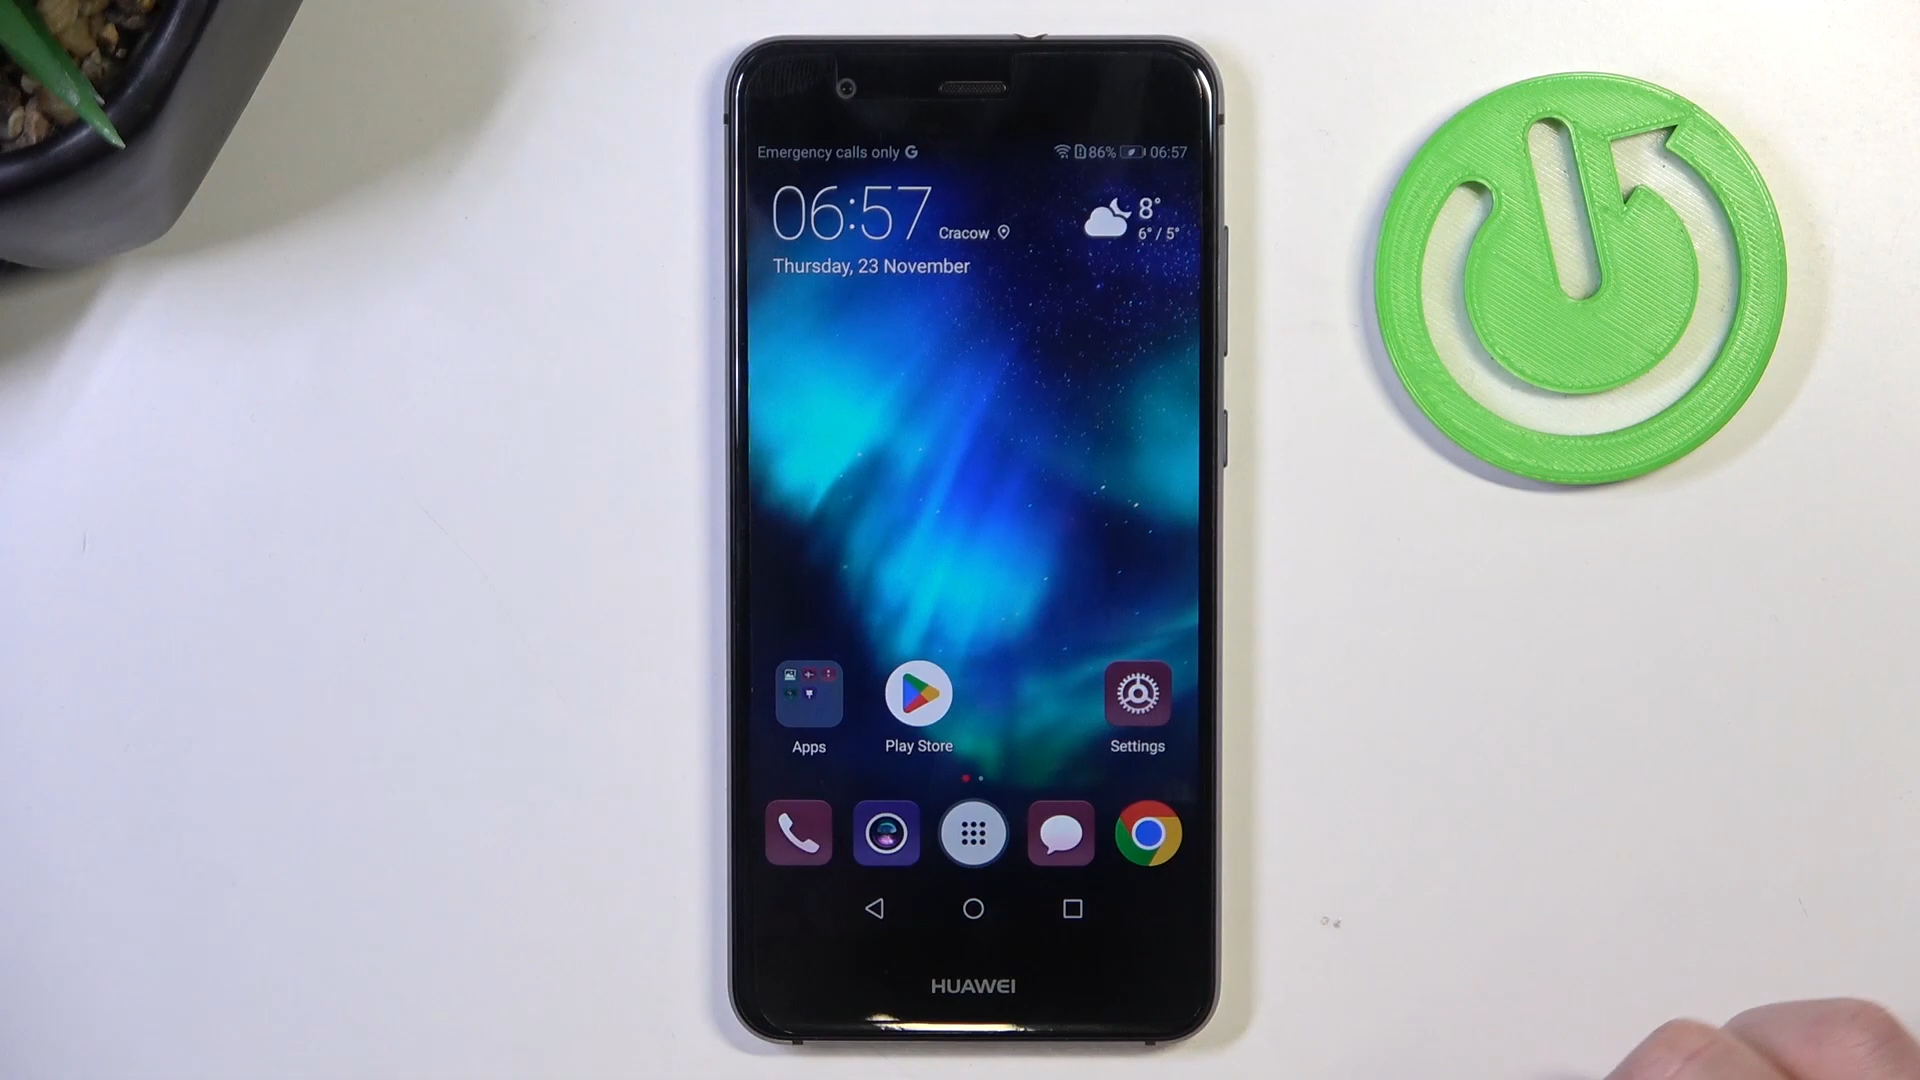 Emergency calls only G
86% 06:57
06:57 Cracow
8°
6° / 5°
Thursday, 23 November
Apps Play Store Settings
HUAWEI